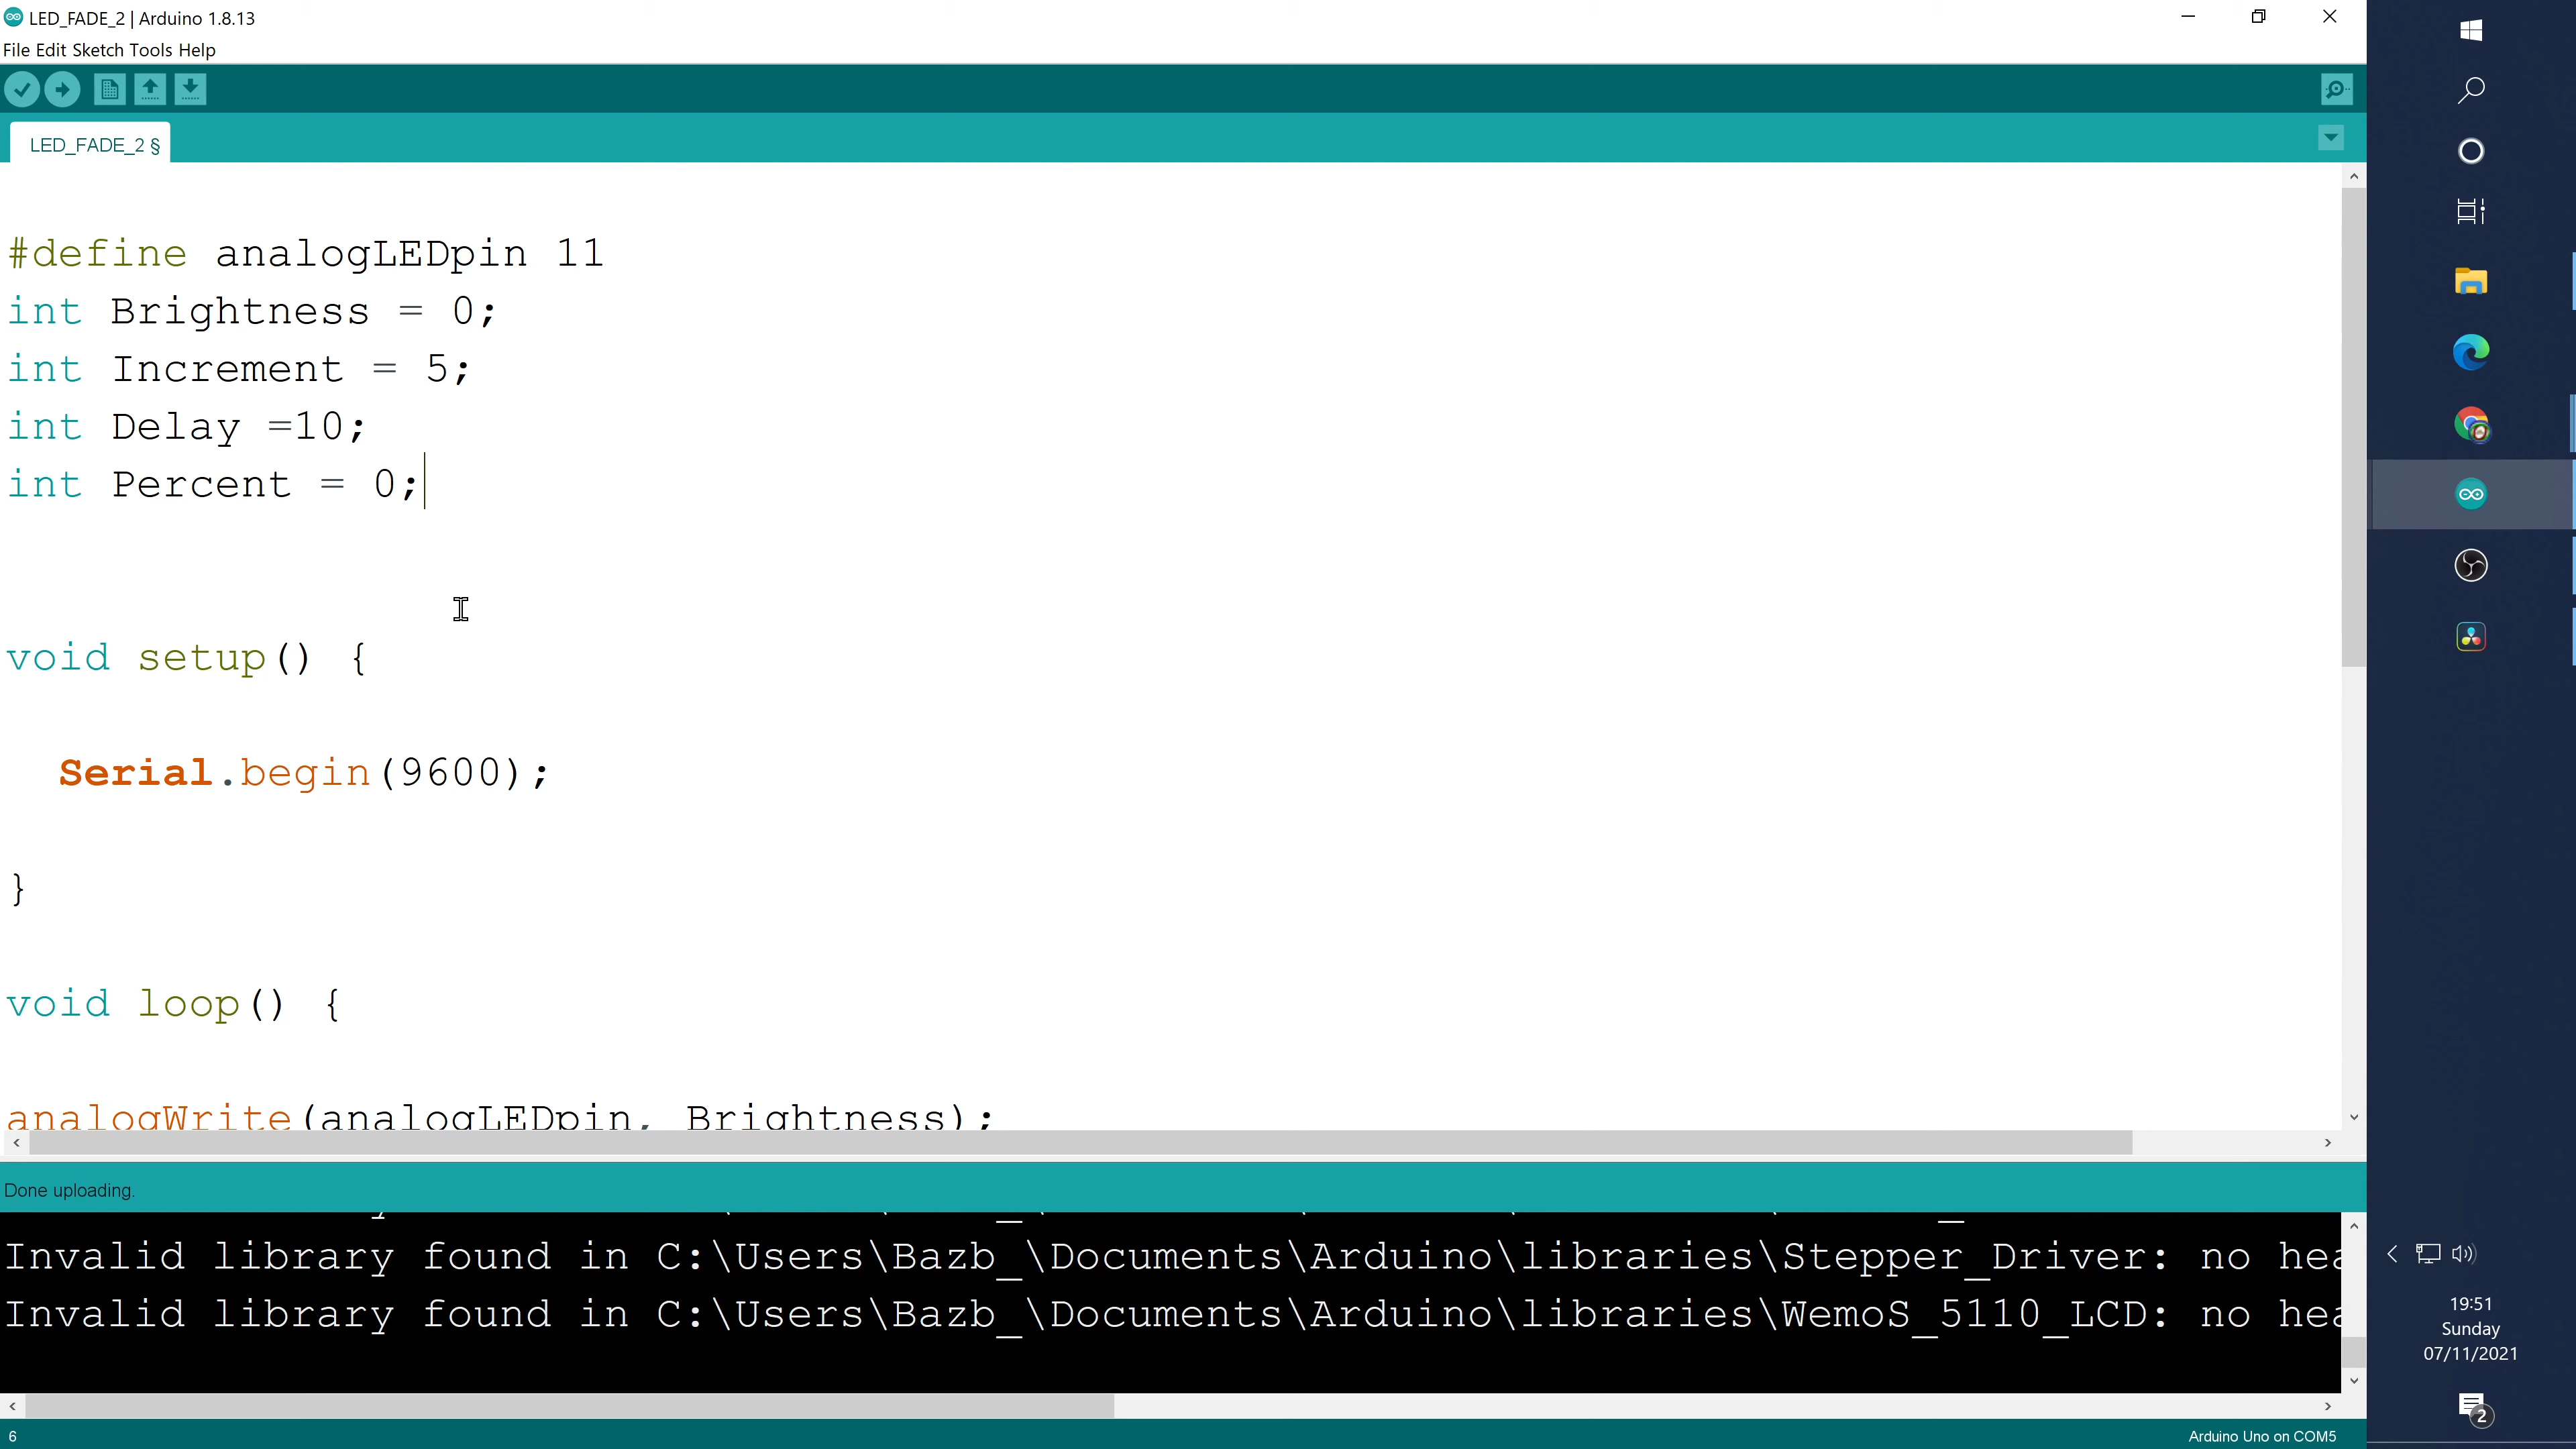 LED_FADE_2 | Arduino 1.8.13
File Edit Sketch Tools Help
LED_FADE_2 §
#define analogLEDpin 11
int Brightness = 0;
int Increment = 5;
int Delay =10;
int Percent = 0;
void setup() {
Serial.begin(9600);
}
void loop() {
analogWrite(analogLEDpin, Brightness);
Done uploading.
Invalid library found in C:\Users\Bazb_\Documents\Arduino\libraries\Stepper_Driver: no hea
Invalid library found in C:\Users\Bazb_\Documents\Arduino\libraries\WemoS_5110_LCD: no hea
6
Arduino Uno on COM5
19:51
Sunday
07/11/2021
2